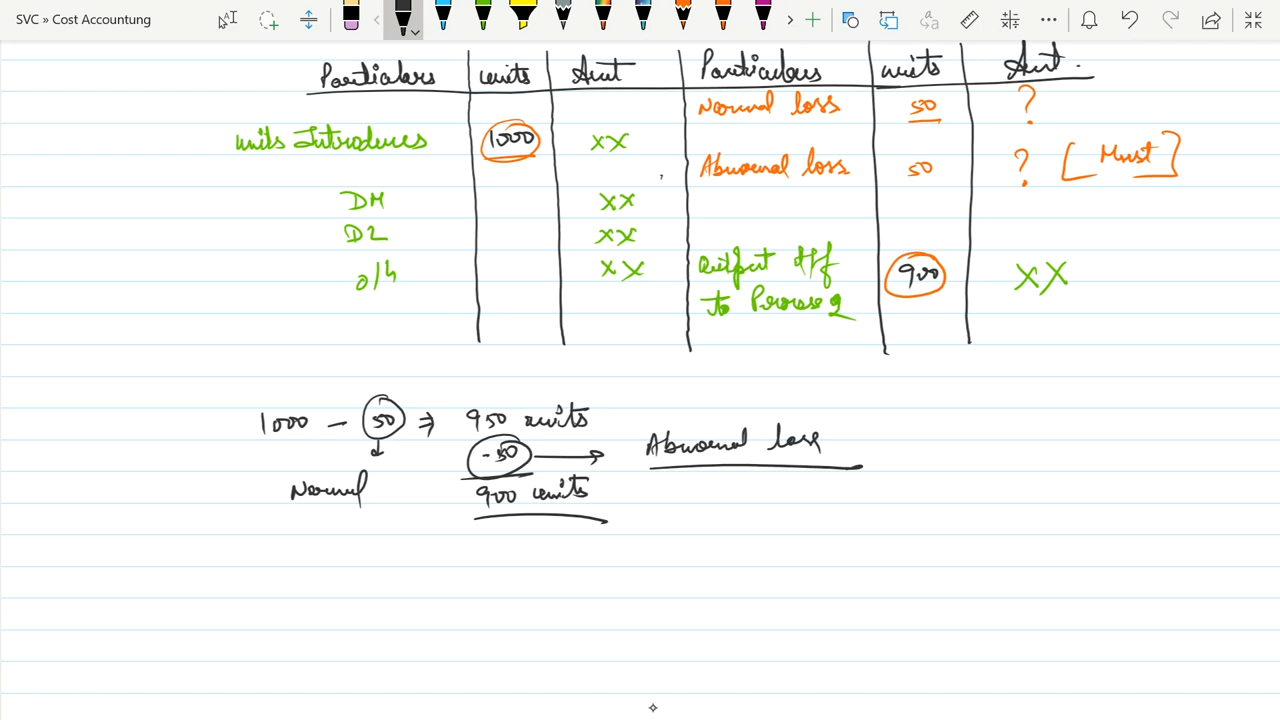 SVC » Cost Accountung
Particulars units Amt Particulars units Amt.
Normal loss 50 ?
units Introduces 1000 XX
Abnormal loss 50 ? [Must]
DM XX
DL XX
o/h XX
Output tff 900 XX
to Process 2
1000 - 50 ⇒ 950 units
-50 → Abnormal loss
Normal 900 units